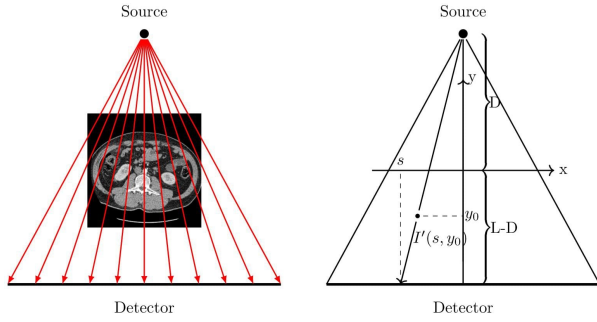 Source
Source
y
D
s
x
y₀
I′(s, y₀)
L-D
Detector
Detector